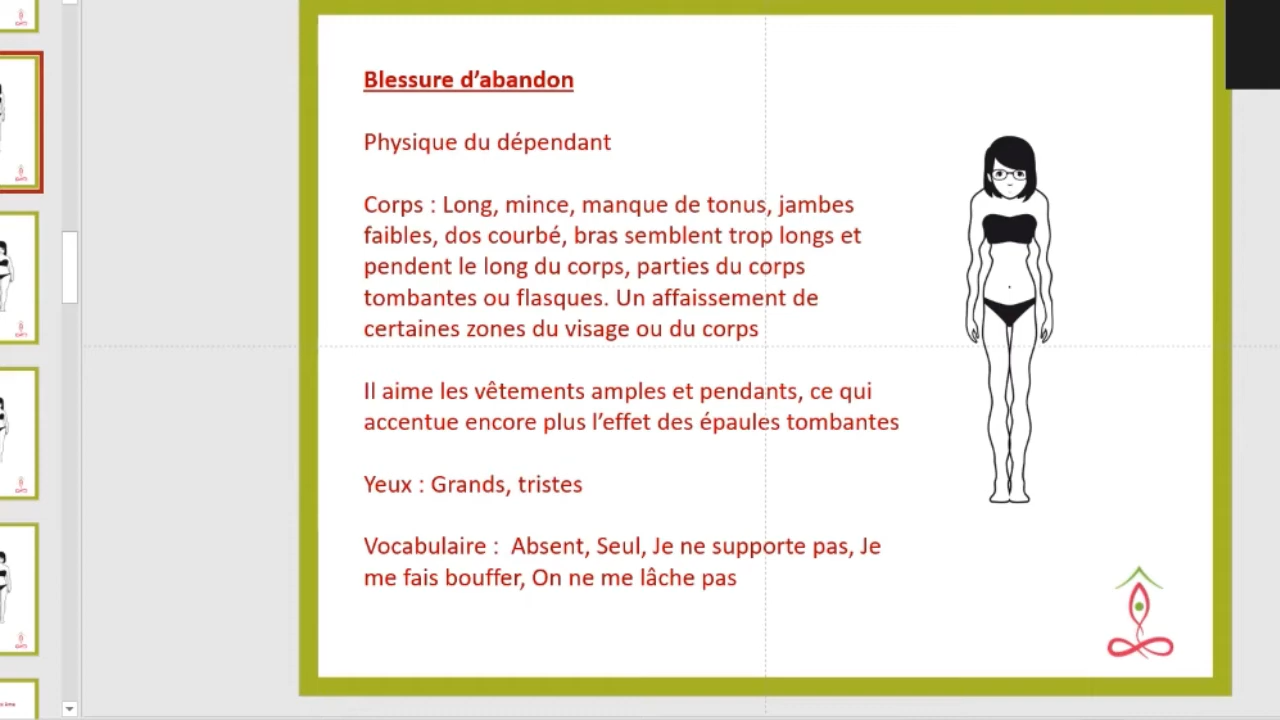 Blessure d’abandon
Physique du dépendant
Corps : Long, mince, manque de tonus, jambes
faibles, dos courbé, bras semblent trop longs et
pendent le long du corps, parties du corps
tombantes ou flasques. Un affaissement de
certaines zones du visage ou du corps
Il aime les vêtements amples et pendants, ce qui
accentue encore plus l’effet des épaules tombantes
Yeux : Grands, tristes
Vocabulaire :  Absent, Seul, Je ne supporte pas, Je
me fais bouffer, On ne me lâche pas